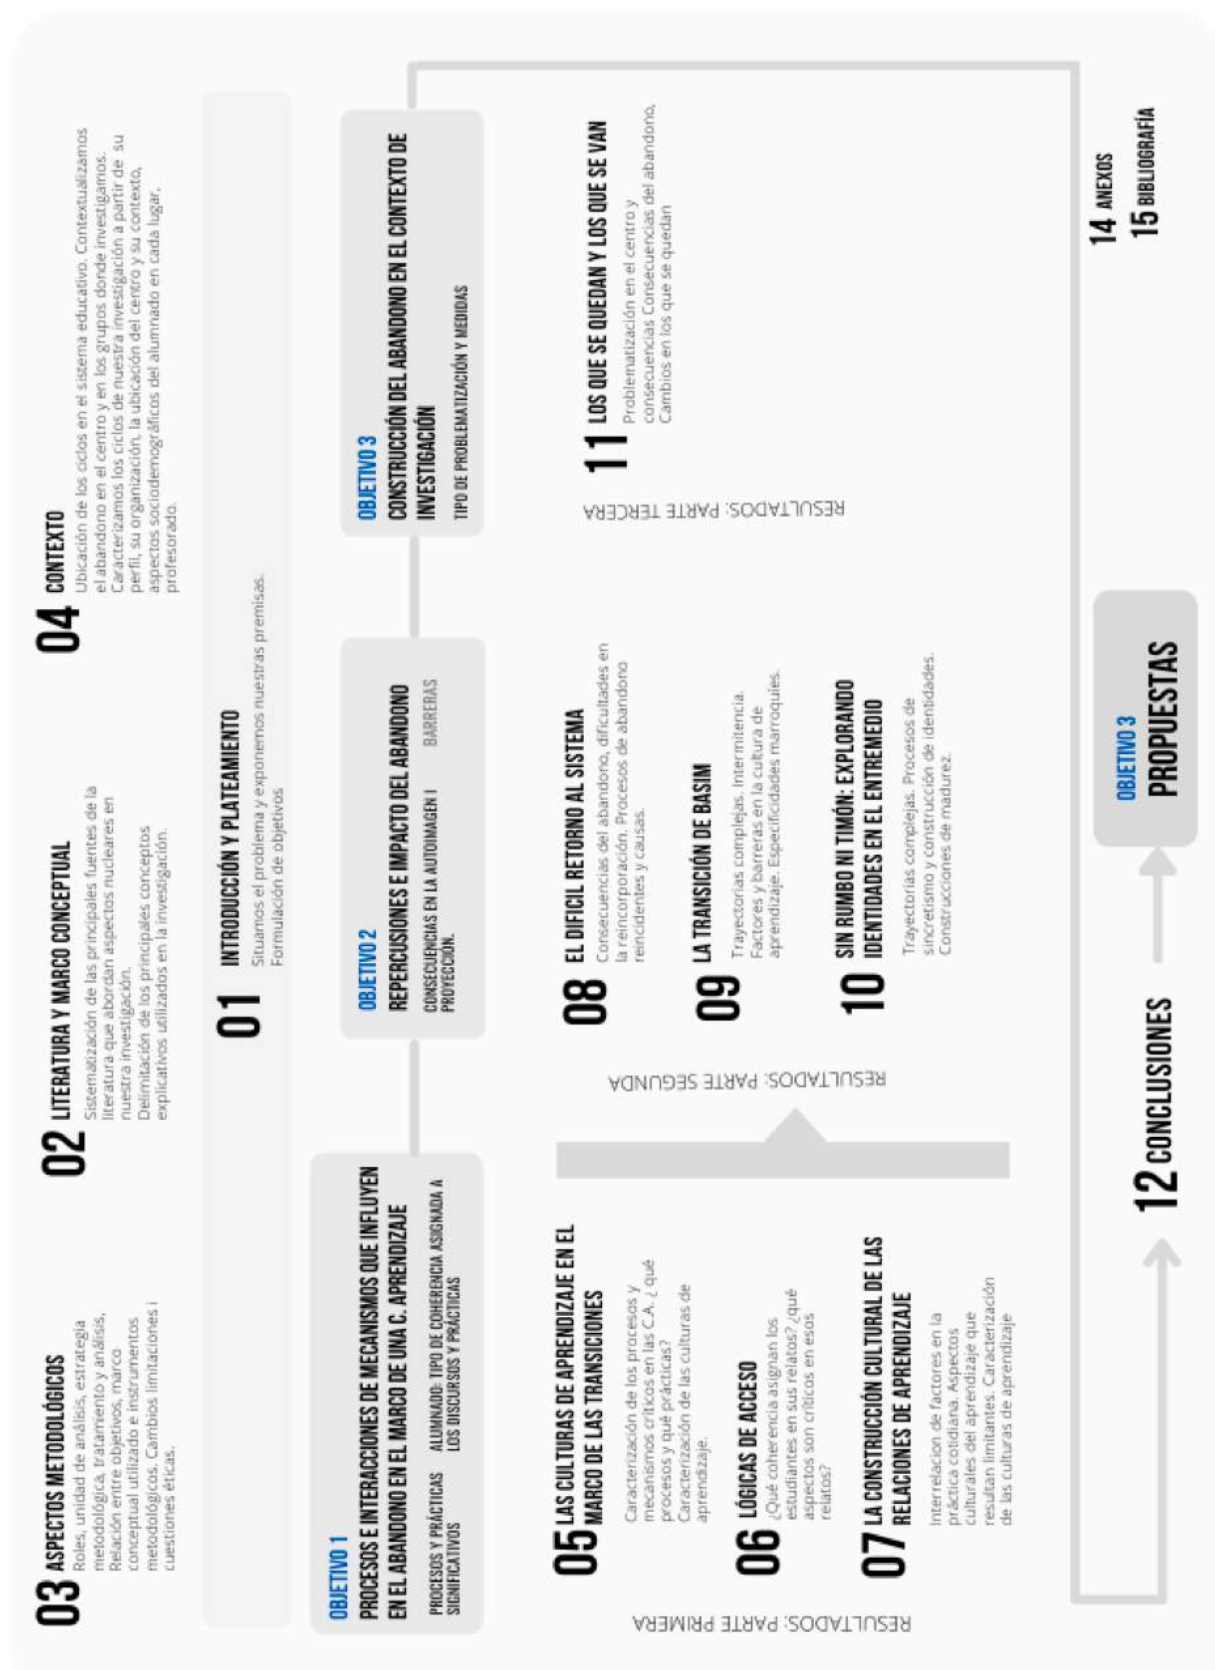 03 ASPECTOS METODOLÓGICOS
Roles, unidad de análisis, estrategia
metodológica, tratamiento y análisis,
Relación entre objetivos, marco
conceptual utilizado e instrumentos
metodológicos. Cambios limitaciones i
cuestiones éticas.
02 LITERATURA Y MARCO CONCEPTUAL
Sistematización de las principales fuentes de la
literatura que abordan aspectos nucleares en
nuestra investigación.
Delimitación de los principales conceptos
explicativos utilizados en la investigación.
04 CONTEXTO
Ubicación de los ciclos en el sistema educativo. Contextualizamos
el abandono en el centro y en los grupos donde investigamos.
Caracterizamos los ciclos de nuestra investigación a partir de su
perfil, su organización, la ubicación del centro y su contexto,
aspectos sociodemográficos del alumnado en cada lugar,
profesorado.
01 INTRODUCCIÓN Y PLATEAMIENTO
Situamos el problema y exponemos nuestras premisas.
Formulación de objetivos
OBJETIVO 1
PROCESOS E INTERACCIONES DE MECANISMOS QUE INFLUYEN
EN EL ABANDONO EN EL MARCO DE UNA C. APRENDIZAJE
PROCESOS Y PRÁCTICAS
SIGNIFICATIVOS
ALUMNADO: TIPO DE COHERENCIA ASIGNADA A
LOS DISCURSOS Y PRÁCTICAS
OBJETIVO 2
REPERCUSIONES E IMPACTO DEL ABANDONO
CONSECUENCIAS EN LA AUTOIMAGEN I
PROYECCIÓN.
BARRERAS
OBJETIVO 3
CONSTRUCCIÓN DEL ABANDONO EN EL CONTEXTO DE
INVESTIGACIÓN
TIPO DE PROBLEMATIZACIÓN Y MEDIDAS
RESULTADOS: PARTE PRIMERA
05 LAS CULTURAS DE APRENDIZAJE EN EL
MARCO DE LAS TRANSICIONES
Caracterización de los procesos y
mecanismos críticos en las C.A. ¿ qué
procesos y qué prácticas?
Caracterización de las culturas de
aprendizaje.
06 LÓGICAS DE ACCESO
¿Qué coherencia asignan los
estudiantes en sus relatos? ¿qué
aspectos son críticos en esos
relatos?
07 LA CONSTRUCCIÓN CULTURAL DE LAS
RELACIONES DE APRENDIZAJE
Interrelacion de factores en la
práctica cotidiana. Aspectos
culturales del aprendizaje que
resultan limitantes. Caracterización
de las culturas de aprendizaje
RESULTADOS: PARTE SEGUNDA
08 EL DIFICIL RETORNO AL SISTEMA
Consecuencias del abandono, dificultades en
la reincorporación. Procesos de abandono
reincidentes y causas.
09 LA TRANSICIÓN DE BASIM
Trayectorias complejas. Intermitencia.
Factores y barreras en la cultura de
aprendizaje. Especificidades marroquíes.
10 SIN RUMBO NI TIMÓN: EXPLORANDO
IDENTIDADES EN EL ENTREMEDIO
Trayectorias complejas. Procesos de
sincretismo y construcción de identidades.
Construcciones de madurez.
RESULTADOS: PARTE TERCERA
11 LOS QUE SE QUEDAN Y LOS QUE SE VAN
Problematización en el centro y
consecuencias Consecuencias del abandono,
Cambios en los que se quedan
12 CONCLUSIONES
OBJETIVO 3
PROPUESTAS
14 ANEXOS
15 BIBLIOGRAFÍA